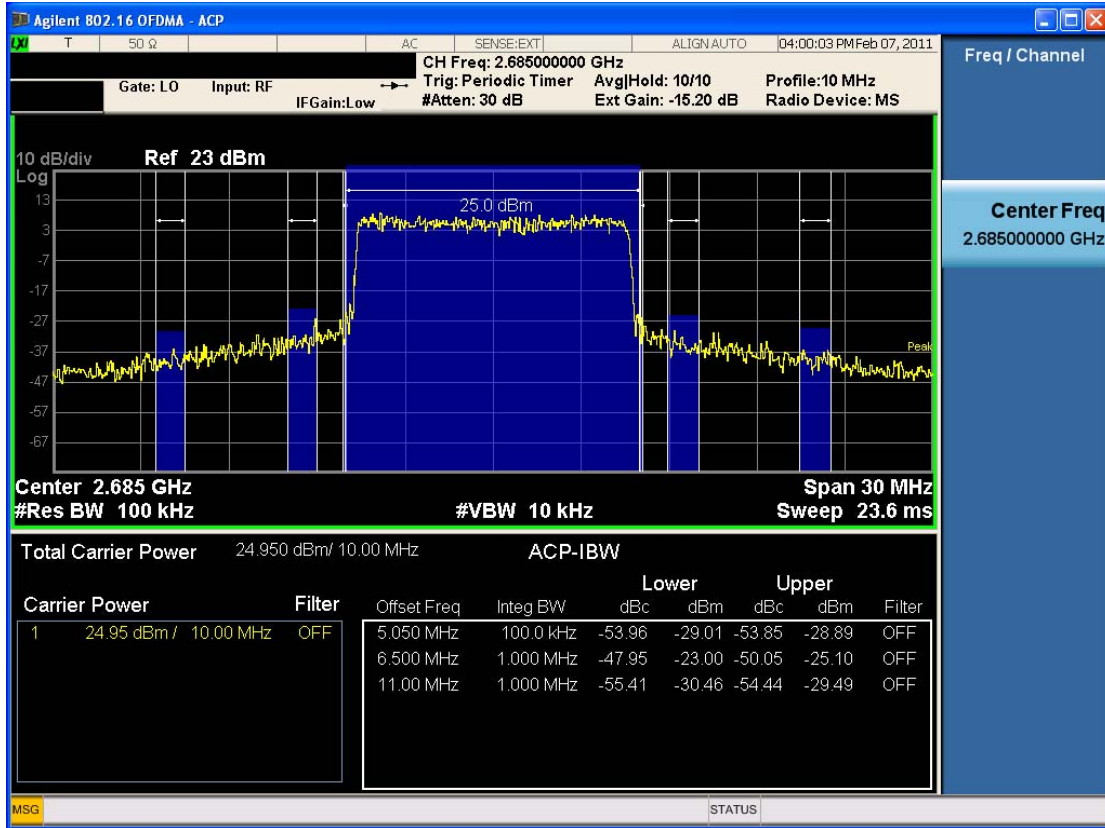 Agilent 802.16 OFDMA - ACP
LXI T 50 Ω AC SENSE:EXT ALIGN AUTO 04:00:03 PM Feb 07, 2011
Freq / Channel
CH Freq: 2.685000000 GHz
Gate: LO Input: RF Trig: Periodic Timer Avg|Hold: 10/10 Profile:10 MHz
IFGain:Low #Atten: 30 dB Ext Gain: -15.20 dB Radio Device: MS
10 dB/div Ref 23 dBm
Log
25.0 dBm
13
3
-7
-17
-27
-37
-47
-57
-67
Peak
Center Freq
2.685000000 GHz
Center 2.685 GHz Span 30 MHz
#Res BW 100 kHz #VBW 10 kHz Sweep 23.6 ms
Total Carrier Power 24.950 dBm/ 10.00 MHz ACP-IBW
Lower Upper
Carrier Power Filter Offset Freq Integ BW dBc dBm dBc dBm Filter
1 24.95 dBm / 10.00 MHz OFF 5.050 MHz 100.0 kHz -53.96 -29.01 -53.85 -28.89 OFF
6.500 MHz 1.000 MHz -47.95 -23.00 -50.05 -25.10 OFF
11.00 MHz 1.000 MHz -55.41 -30.46 -54.44 -29.49 OFF
MSG STATUS